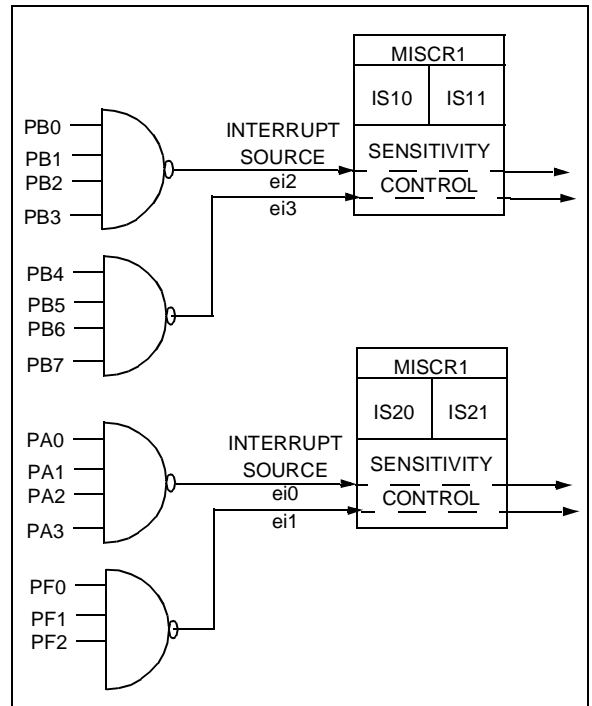 MISCR1
IS10 IS11
PB0
PB1
PB2
PB3
INTERRUPT
SOURCE
ei2
ei3
SENSITIVITY
CONTROL
PB4
PB5
PB6
PB7
MISCR1
IS20 IS21
PA0
PA1
PA2
PA3
INTERRUPT
SOURCE
ei0
ei1
SENSITIVITY
CONTROL
PF0
PF1
PF2